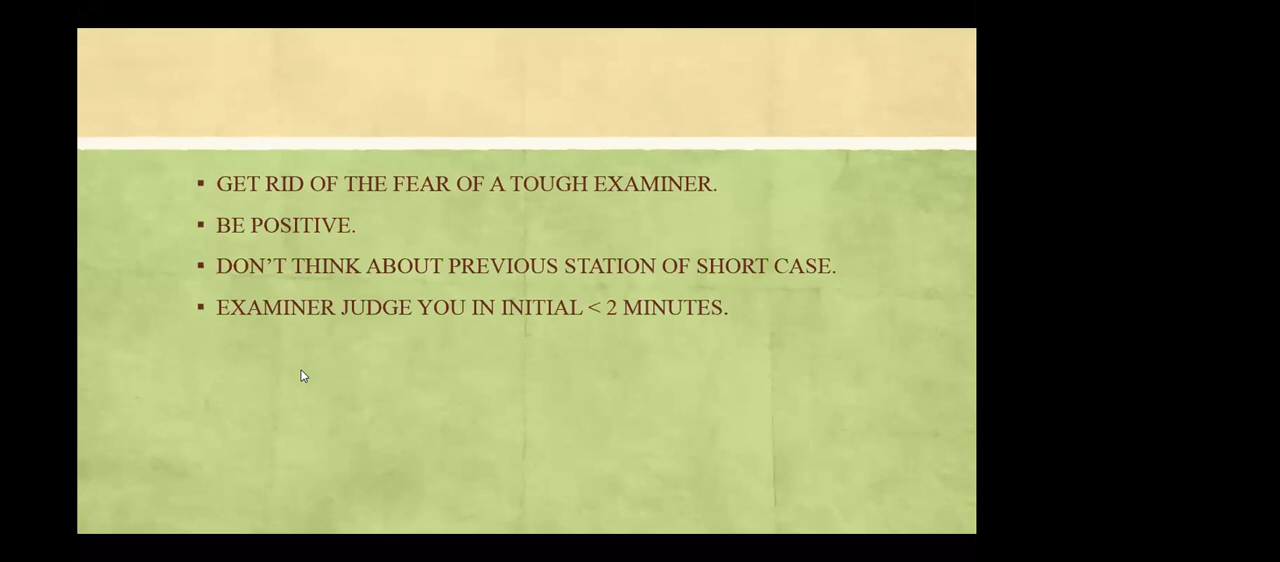 ▪ GET RID OF THE FEAR OF A TOUGH EXAMINER.
▪ BE POSITIVE.
▪ DON’T THINK ABOUT PREVIOUS STATION OF SHORT CASE.
▪ EXAMINER JUDGE YOU IN INITIAL < 2 MINUTES.